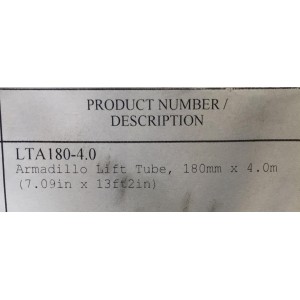 PRODUCT NUMBER /
DESCRIPTION
LTA180-4.0
Armadillo Lift Tube, 180mm x 4.0m
(7.09in x 13ft2in)